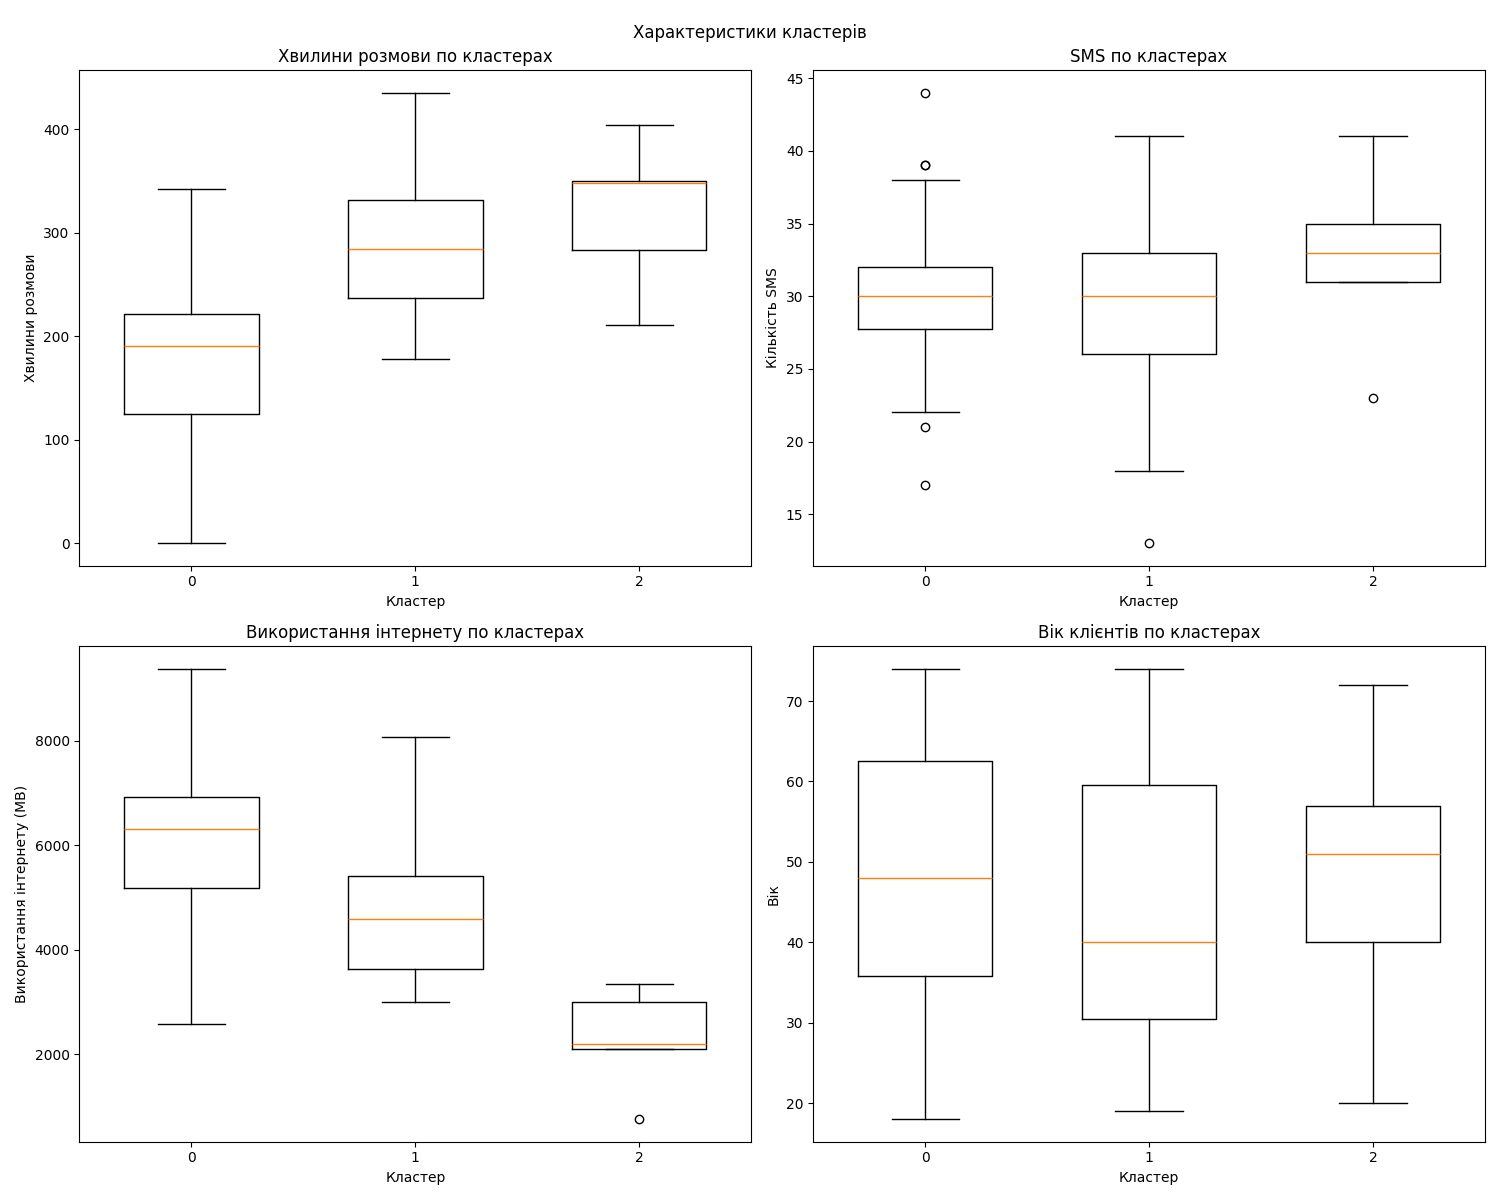 Характеристики кластерів
Хвилини розмови по кластерах
Хвилини розмови
400
300
200
100
0
0 1 2
Кластер
SMS по кластерах
Кількість SMS
45
40
35
30
25
20
15
0 1 2
Кластер
Використання інтернету по кластерах
Використання інтернету (MB)
8000
6000
4000
2000
0 1 2
Кластер
Вік клієнтів по кластерах
Вік
70
60
50
40
30
20
0 1 2
Кластер